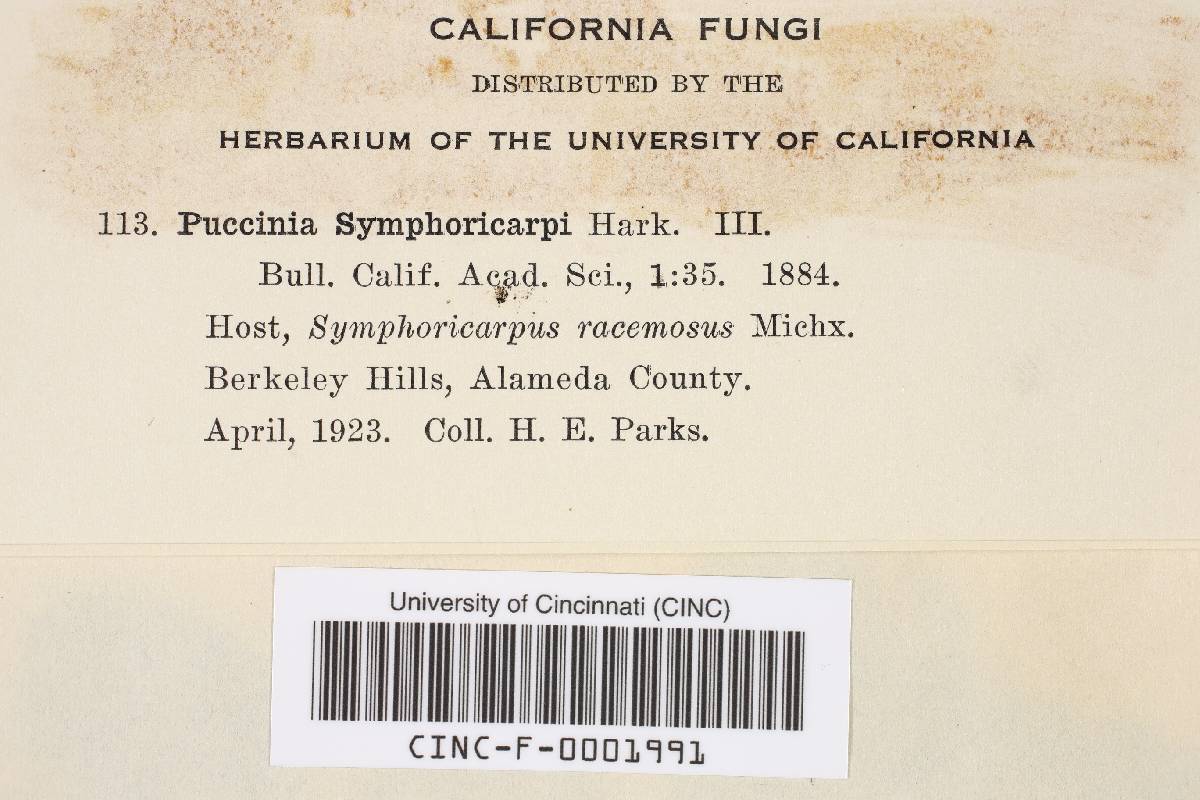 CALIFORNIA FUNGI
DISTRIBUTED BY THE
HERBARIUM OF THE UNIVERSITY OF CALIFORNIA
113. Puccinia Symphoricarpi Hark. III.
Bull. Calif. Acad. Sci., 1:35. 1884.
Host, Symphoricarpus racemosus Michx.
Berkeley Hills, Alameda County.
April, 1923. Coll. H. E. Parks.
University of Cincinnati (CINC)
CINC-F-0001991